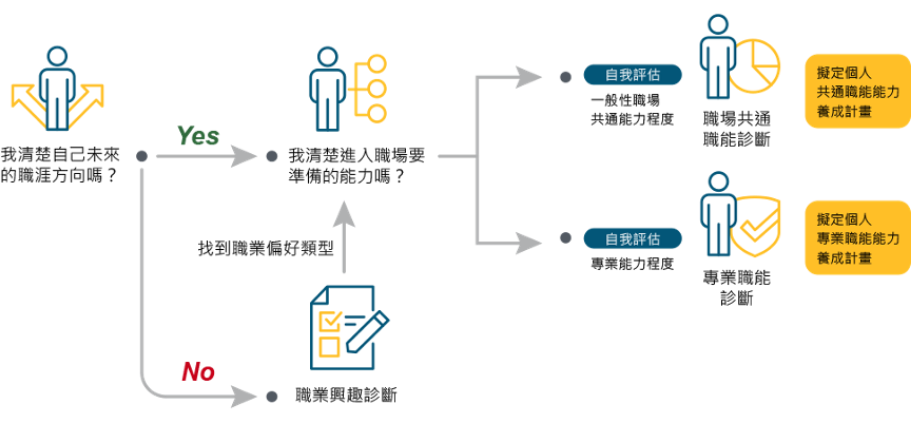 我清楚自己未來
的職涯方向嗎？
Yes
No
我清楚進入職場要
準備的能力嗎？
找到職業偏好類型
職業興趣診斷
自我評估
一般性職場
共通能力程度
職場共通
職能診斷
擬定個人
共通職能能力
養成計畫
自我評估
專業能力程度
專業職能
診斷
擬定個人
專業職能能力
養成計畫